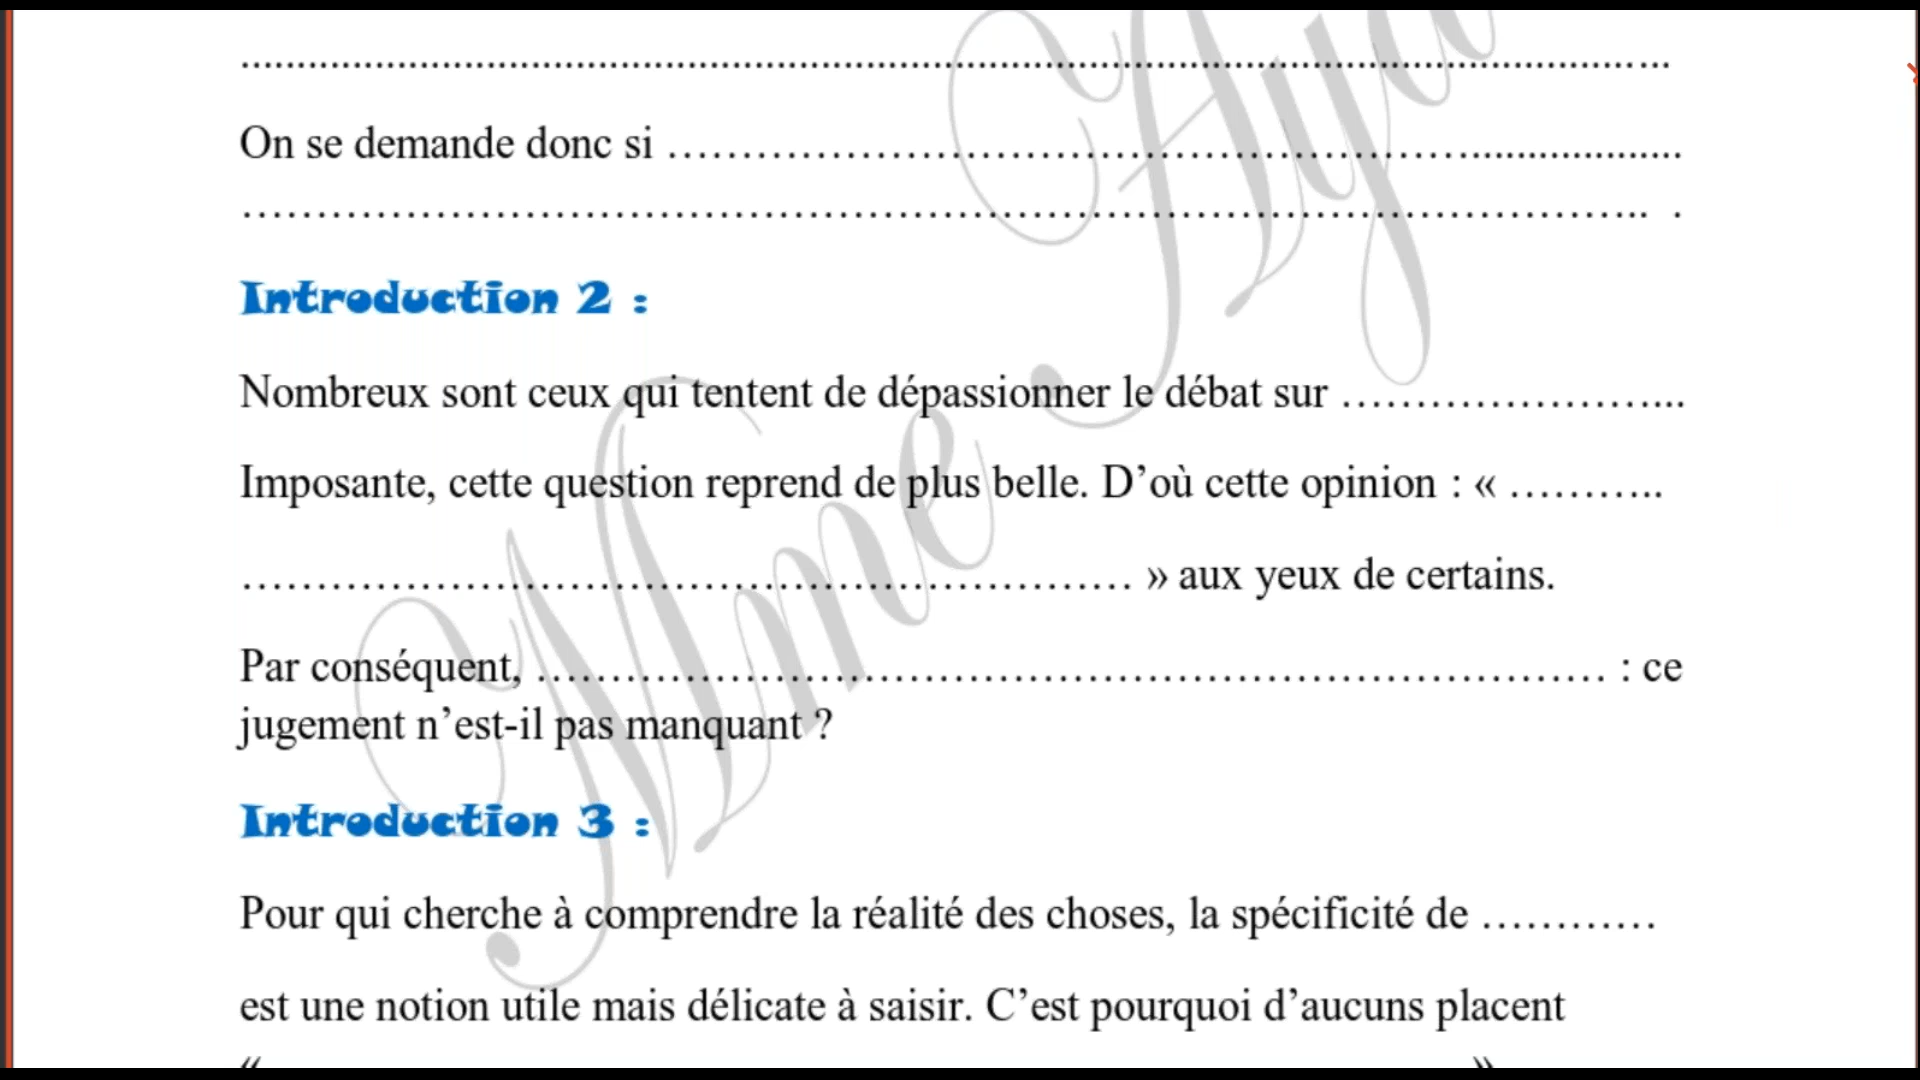 ........................................................................................................................
On se demande donc si ........................................................................
........................................................................................................ .
Introduction 2 :
Nombreux sont ceux qui tentent de dépassionner le débat sur ........................
Imposante, cette question reprend de plus belle. D’où cette opinion : « ...........
................................................................ » aux yeux de certains.
Par conséquent, ........................................................................ : ce
jugement n’est-il pas manquant ?
Introduction 3 :
Pour qui cherche à comprendre la réalité des choses, la spécificité de ............
est une notion utile mais délicate à saisir. C’est pourquoi d’aucuns placent
« »
Mme